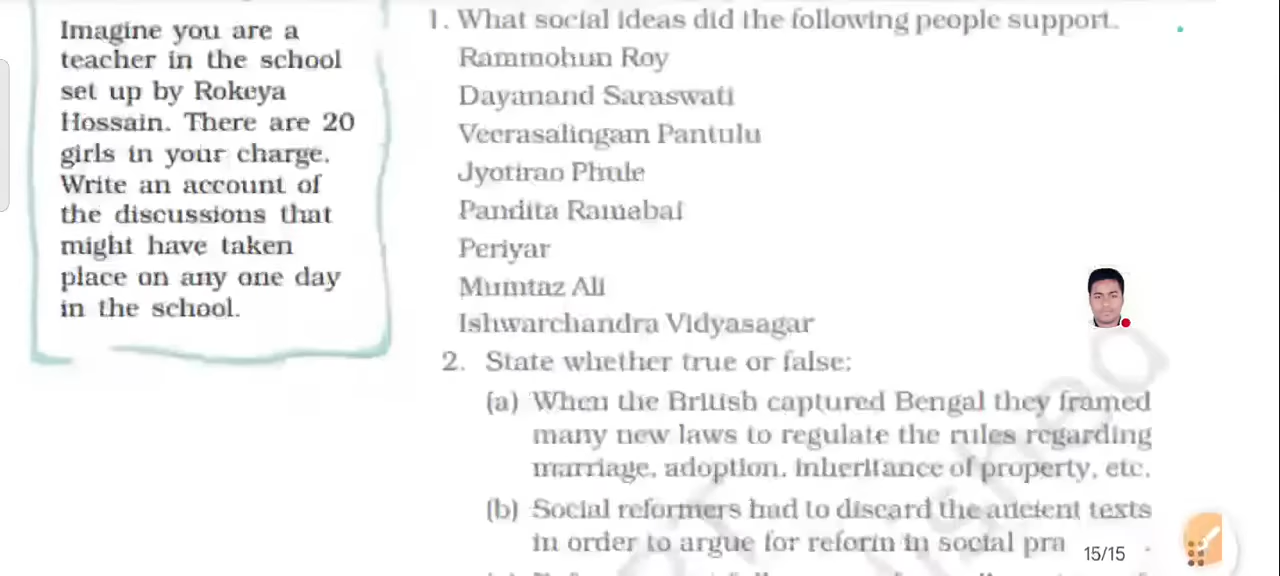 Imagine you are a
teacher in the school
set up by Rokeya
Hossain. There are 20
girls in your charge.
Write an account of
the discussions that
might have taken
place on any one day
in the school.
1. What social ideas did the following people support.
Rammohun Roy
Dayanand Saraswati
Veerasalingam Pantulu
Jyotirao Phule
Pandita Ramabai
Periyar
Mumtaz Ali
Ishwarchandra Vidyasagar
2. State whether true or false:
(a) When the British captured Bengal they framed
many new laws to regulate the rules regarding
marriage, adoption, inheritance of property, etc.
(b) Social reformers had to discard the ancient texts
in order to argue for reform in social pra
15/15